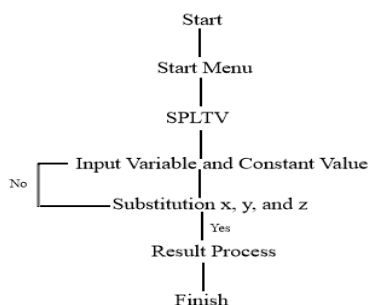 Start
Start Menu
SPLTV
Input Variable and Constant Value
No
Substitution x, y, and z
Yes
Result Process
Finish